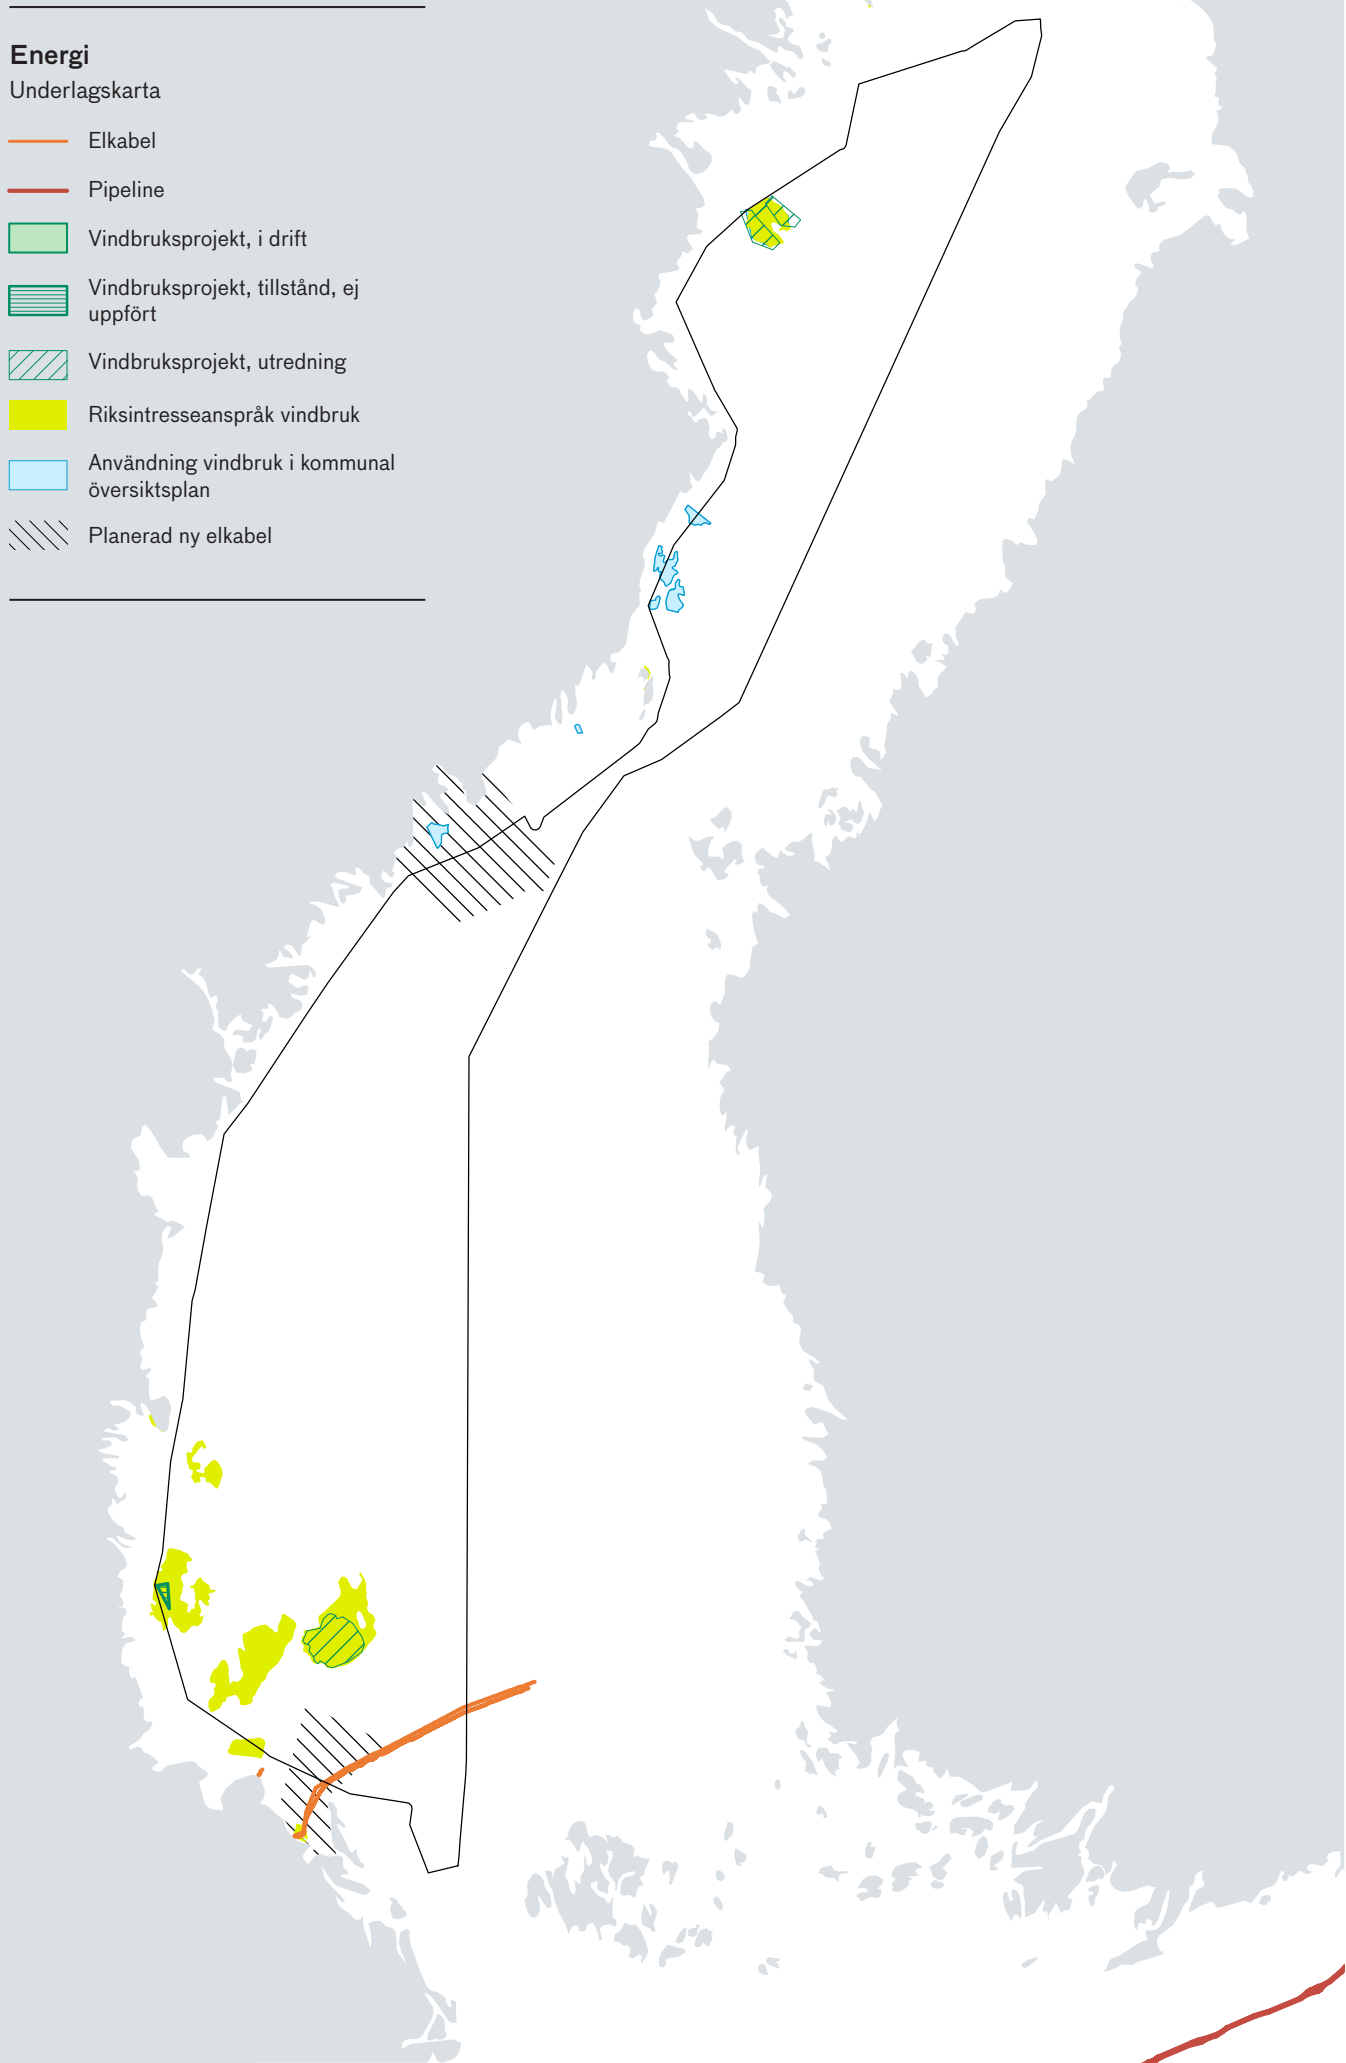 Energi
Underlagskarta
Elkabel
Pipeline
Vindbruksprojekt, i drift
Vindbruksprojekt, tillstånd, ej
uppfört
Vindbruksprojekt, utredning
Riksintresseanspråk vindbruk
Användning vindbruk i kommunal
översiktsplan
Planerad ny elkabel